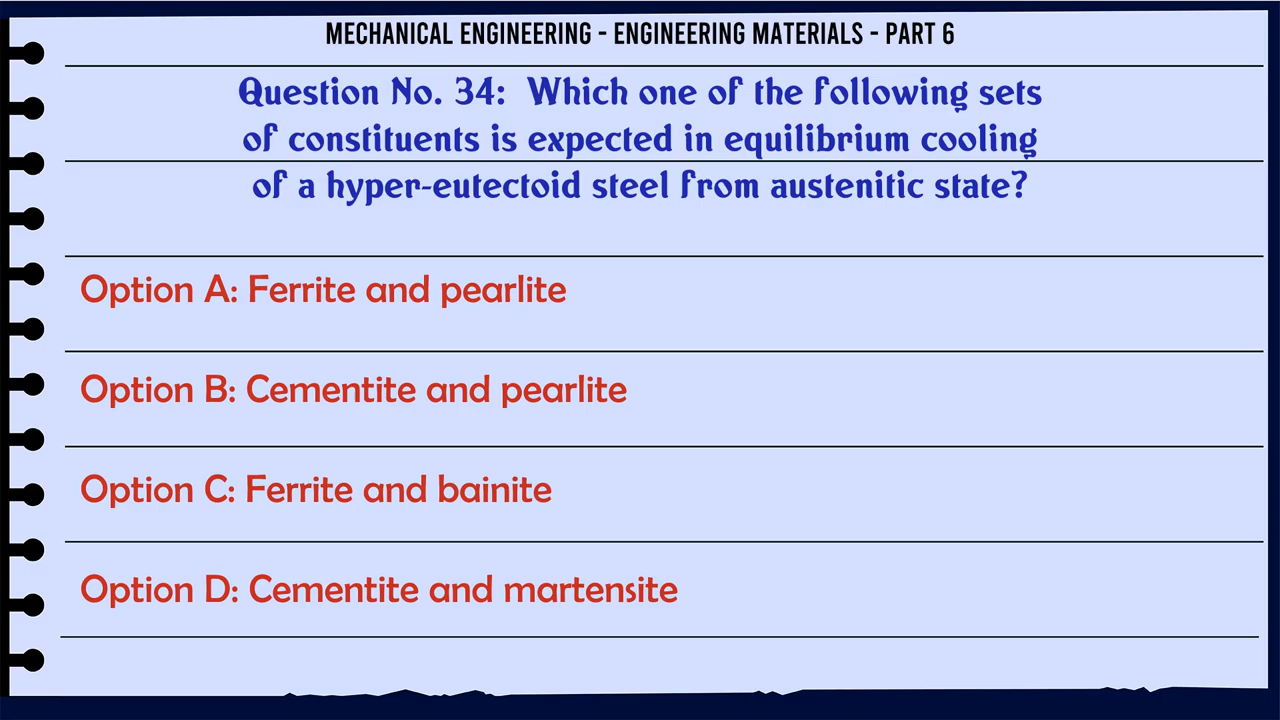 MECHANICAL ENGINEERING - ENGINEERING MATERIALS - PART 6
Question No. 34: Which one of the following sets
of constituents is expected in equilibrium cooling
of a hyper-eutectoid steel from austenitic state?
Option A: Ferrite and pearlite
Option B: Cementite and pearlite
Option C: Ferrite and bainite
Option D: Cementite and martensite